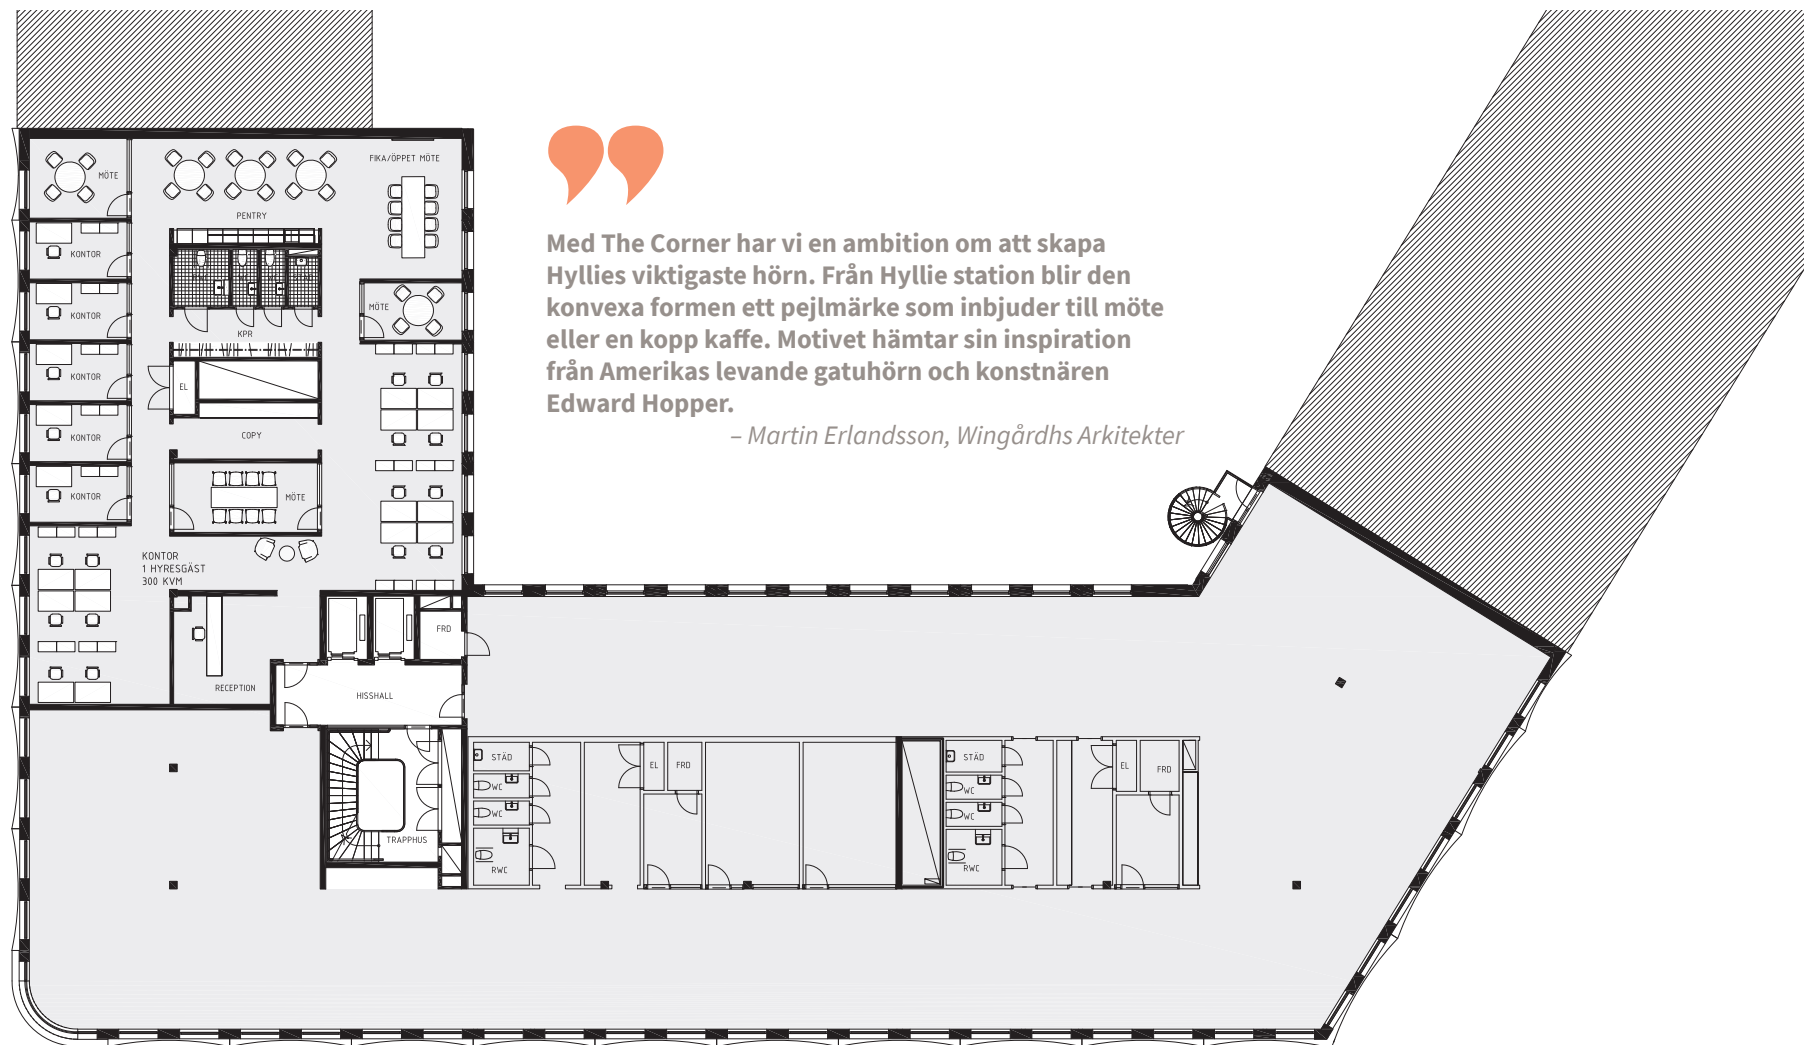 MÖTE
FIKA/ÖPPET MÖTE
PENTRY
KONTOR
KONTOR
MÖTE
KPR
KONTOR
EL
KONTOR
COPY
KONTOR
MÖTE
KONTOR
KONTOR
1 HYRESGÄST
300 KVM
RECEPTION
FRD
HISSHALL
TRAPPHUS
Med The Corner har vi en ambition om att skapa
Hyllies viktigaste hörn. Från Hyllie station blir den
konvexa formen ett pejlmärke som inbjuder till möte
eller en kopp kaffe. Motivet hämtar sin inspiration
från Amerikas levande gatuhörn och konstnären
Edward Hopper.
– Martin Erlandsson, Wingårdhs Arkitekter
STÄD
WC
WC
RWC
EL
FRD
STÄD
WC
WC
RWC
EL
FRD